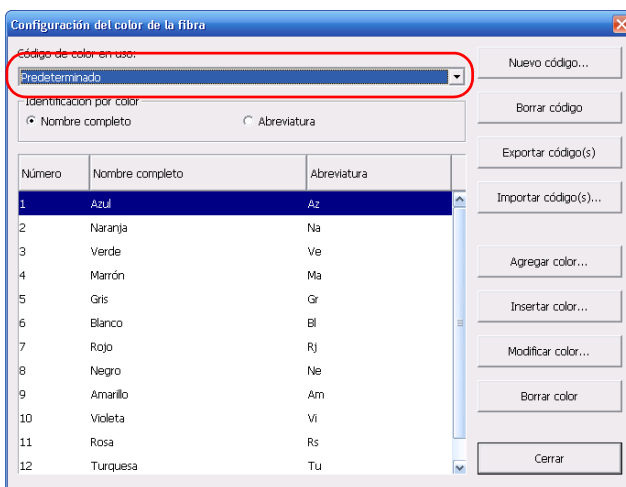 Configuración del color de la fibra
Código de color en uso:
Predeterminado
Identificación por color
Nombre completo Abreviatura
Número Nombre completo Abreviatura
1 Azul Az
2 Naranja Na
3 Verde Ve
4 Marrón Ma
5 Gris Gr
6 Blanco Bl
7 Rojo Rj
8 Negro Ne
9 Amarillo Am
10 Violeta Vi
11 Rosa Rs
12 Turquesa Tu
Nuevo código...
Borrar código
Exportar código(s)
Importar código(s)...
Agregar color...
Insertar color...
Modificar color...
Borrar color
Cerrar